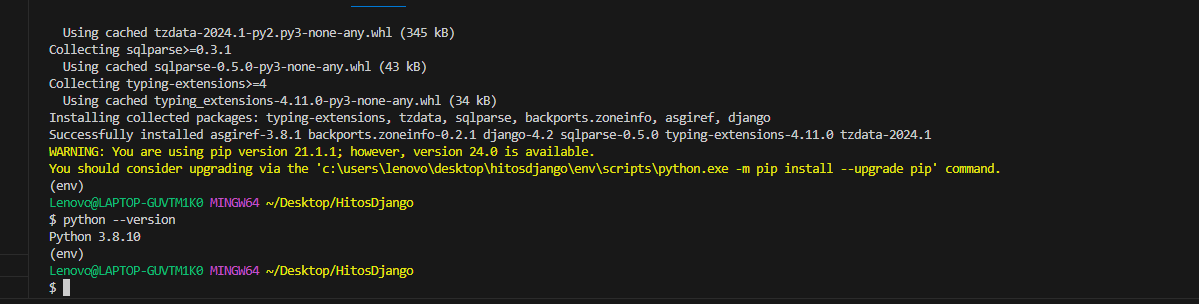 Using cached tzdata-2024.1-py2.py3-none-any.whl (345 kB)
Collecting sqlparse>=0.3.1
Using cached sqlparse-0.5.0-py3-none-any.whl (43 kB)
Collecting typing-extensions>=4
Using cached typing_extensions-4.11.0-py3-none-any.whl (34 kB)
Installing collected packages: typing-extensions, tzdata, sqlparse, backports.zoneinfo, asgiref, django
Successfully installed asgiref-3.8.1 backports.zoneinfo-0.2.1 django-4.2 sqlparse-0.5.0 typing-extensions-4.11.0 tzdata-2024.1
WARNING: You are using pip version 21.1.1; however, version 24.0 is available.
You should consider upgrading via the 'c:\users\lenovo\desktop\hitosdjango\env\scripts\python.exe -m pip install --upgrade pip' command.
(env)
Lenovo@LAPTOP-GUVTM1K0 MINGW64 ~/Desktop/HitosDjango
$ python --version
Python 3.8.10
(env)
Lenovo@LAPTOP-GUVTM1K0 MINGW64 ~/Desktop/HitosDjango
$